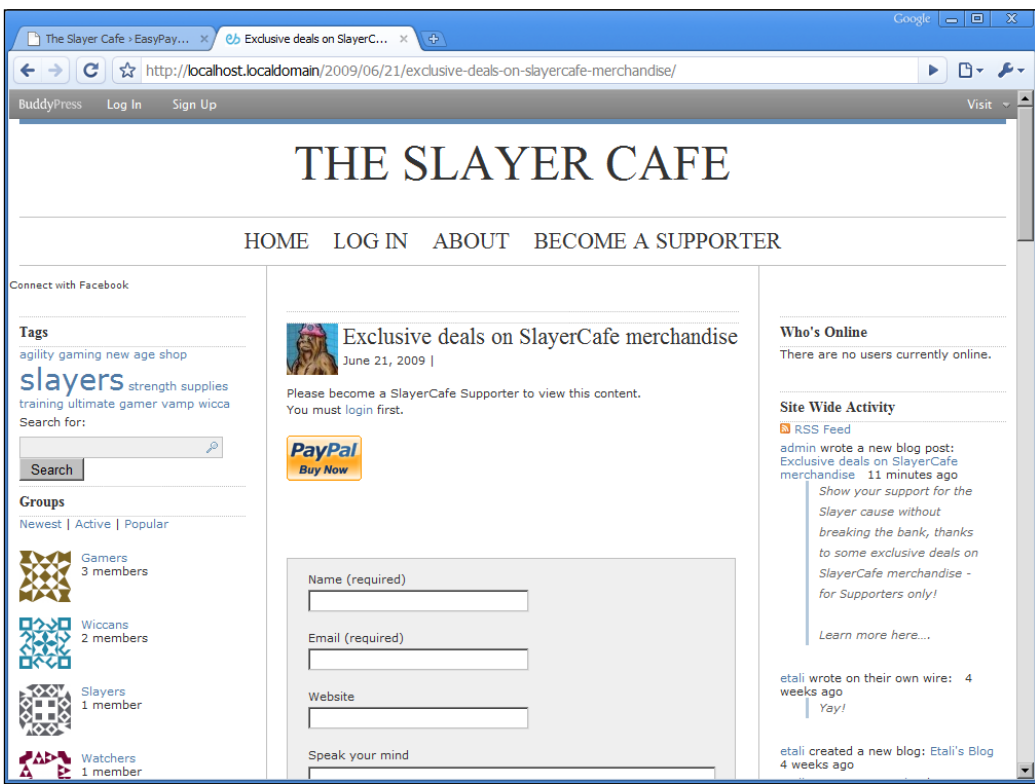 Google
The Slayer Cafe › EasyPay...
Exclusive deals on SlayerC...
http://localhost.localdomain/2009/06/21/exclusive-deals-on-slayercafe-merchandise/
BuddyPress Log In Sign Up Visit
THE SLAYER CAFE
HOME LOG IN ABOUT BECOME A SUPPORTER
Connect with Facebook
Tags
agility gaming new age shop
slayers strength supplies
training ultimate gamer vamp wicca
Search for:
Search
Groups
Newest | Active | Popular
Gamers
3 members
Wiccans
2 members
Slayers
1 member
Watchers
1 member
Exclusive deals on SlayerCafe merchandise
June 21, 2009 |
Please become a SlayerCafe Supporter to view this content.
You must login first.
PayPal
Buy Now
Name (required)
Email (required)
Website
Speak your mind
Who's Online
There are no users currently online.
Site Wide Activity
RSS Feed
admin wrote a new blog post:
Exclusive deals on SlayerCafe
merchandise 11 minutes ago
Show your support for the
Slayer cause without
breaking the bank, thanks
to some exclusive deals on
SlayerCafe merchandise -
for Supporters only!
Learn more here....
etali wrote on their own wire: 4
weeks ago
Yay!
etali created a new blog: Etali's Blog
4 weeks ago